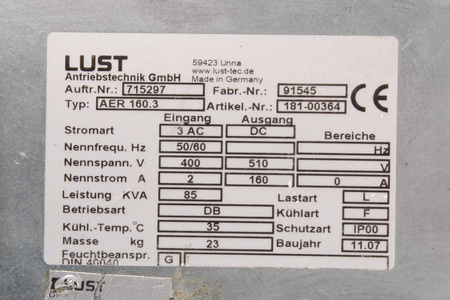 LUST
Antriebstechnik GmbH
59423 Unna
www.lust-tec.de
Made in Germany
Auftr.Nr.: 715297 Fabr.-Nr.: 91545
Typ: AER 160.3 Artikel.-Nr.: 181-00364
CE
Eingang Ausgang
Stromart 3 AC DC Bereiche
Nennfrequ. Hz 50/60 Hz
Nennspann. V 400 510 V
Nennstrom A 2 160 0 A
Leistung KVA 85 Lastart L
Betriebsart DB Kühlart F
Kühl.-Temp.°C 35 Schutzart IP00
Masse kg 23 Baujahr 11.07
Feuchtbeanspr. G
DIN 40040
LUST